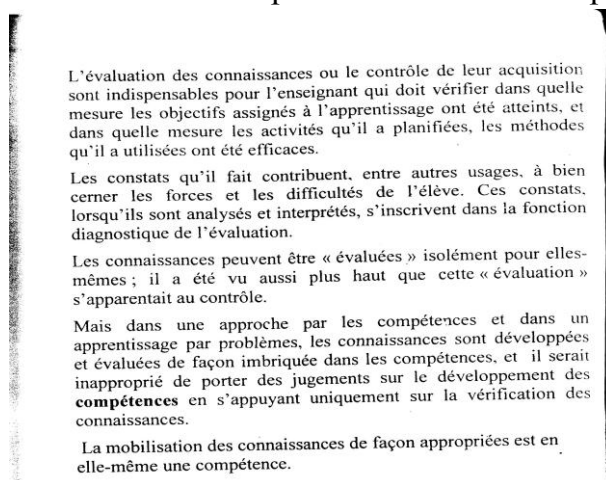 L'évaluation des connaissances ou le contrôle de leur acquisition
sont indispensables pour l'enseignant qui doit vérifier dans quelle
mesure les objectifs assignés à l'apprentissage ont été atteints, et
dans quelle mesure les activités qu'il a planifiées, les méthodes
qu'il a utilisées ont été efficaces.
Les constats qu'il fait contribuent, entre autres usages, à bien
cerner les forces et les difficultés de l'élève. Ces constats,
lorsqu'ils sont analysés et interprétés, s'inscrivent dans la fonction
diagnostique de l'évaluation.
Les connaissances peuvent être « évaluées » isolément pour elles-
mêmes ; il a été vu aussi plus haut que cette « évaluation »
s'apparentait au contrôle.
Mais dans une approche par les compétences et dans un
apprentissage par problèmes, les connaissances sont développées
et évaluées de façon imbriquée dans les compétences, et il serait
inapproprié de porter des jugements sur le développement des
compétences en s'appuyant uniquement sur la vérification des
connaissances.
La mobilisation des connaissances de façon appropriées est en
elle-même une compétence.